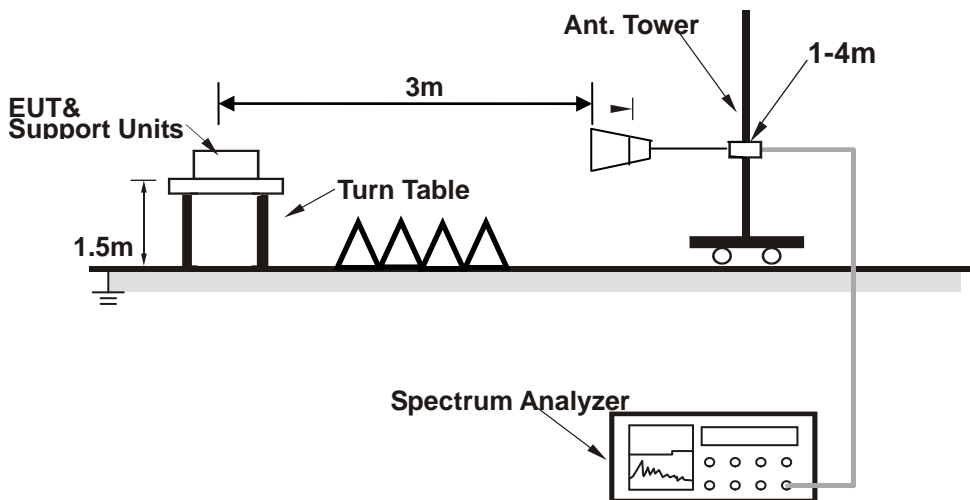 Ant. Tower
1-4m
3m
EUT&
Support Units
Turn Table
1.5m
Spectrum Analyzer